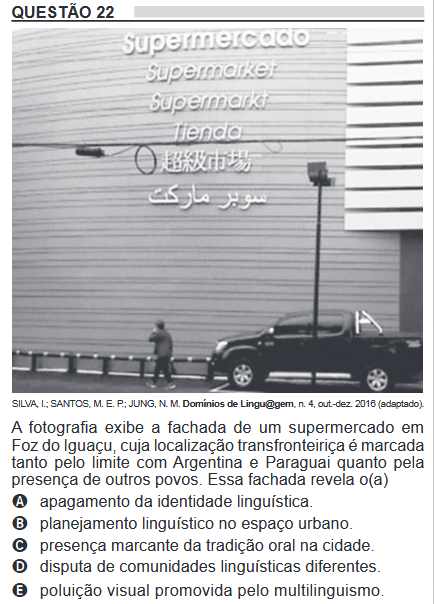 QUESTÃO 22
Supermercado
Supermarket
Supermarkt
Tienda
超級市場
سوبر ماركت
SILVA, I.; SANTOS, M. E. P.; JUNG, N. M. Domínios de Lingu@gem, n. 4, out.-dez. 2016 (adaptado).
A fotografia exibe a fachada de um supermercado em
Foz do Iguaçu, cuja localização transfronteiriça é marcada
tanto pelo limite com Argentina e Paraguai quanto pela
presença de outros povos. Essa fachada revela o(a)
A apagamento da identidade linguística.
B planejamento linguístico no espaço urbano.
C presença marcante da tradição oral na cidade.
D disputa de comunidades linguísticas diferentes.
E poluição visual promovida pelo multilinguismo.